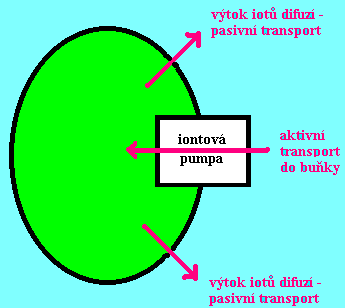 výtok iotů difuzí -
pasivní transport
iontová
pumpa
aktivní
transport
do buňky
výtok iotů difuzí -
pasivní transport